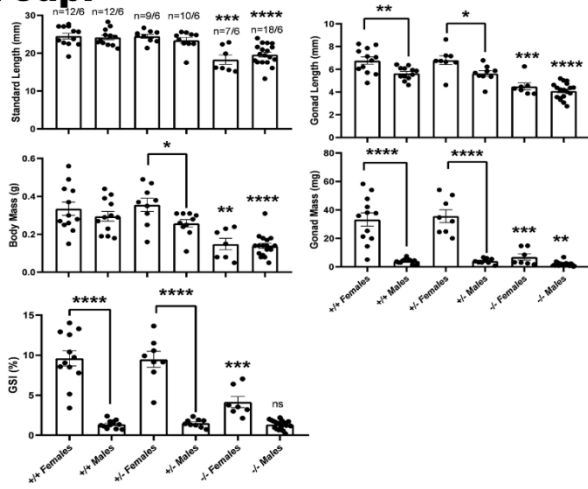 n=12/6 n=12/6 n=9/6 n=10/6 *** ****
n=7/6 n=18/6
Standard Length (mm)
30
20
10
0
** * *** ****
Gonad Length (mm)
10
8
6
4
2
0
* ** ****
Body Mass (g)
0.6
0.4
0.2
0.0
**** **** *** **
Gonad Mass (mg)
80
60
40
20
0
+/+ Females
+/+ Males
+/- Females
+/- Males
-/- Females
-/- Males
**** **** *** ns
GSI (%)
15
10
5
0
+/+ Females
+/+ Males
+/- Females
+/- Males
-/- Females
-/- Males